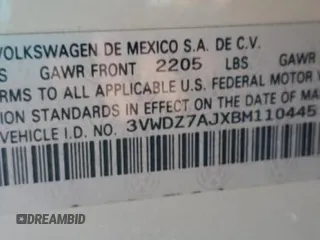 VOLKSWAGEN DE MEXICO S.A. DE C.V.
S GAWR FRONT 2205 LBS GAWR
RMS TO ALL APPLICABLE U.S. FEDERAL MOTOR V
ION STANDARDS IN EFFECT ON THE DATE OF MA
VEHICLE I.D. NO. 3VWDZ7AJXBM110445
DREAMBID